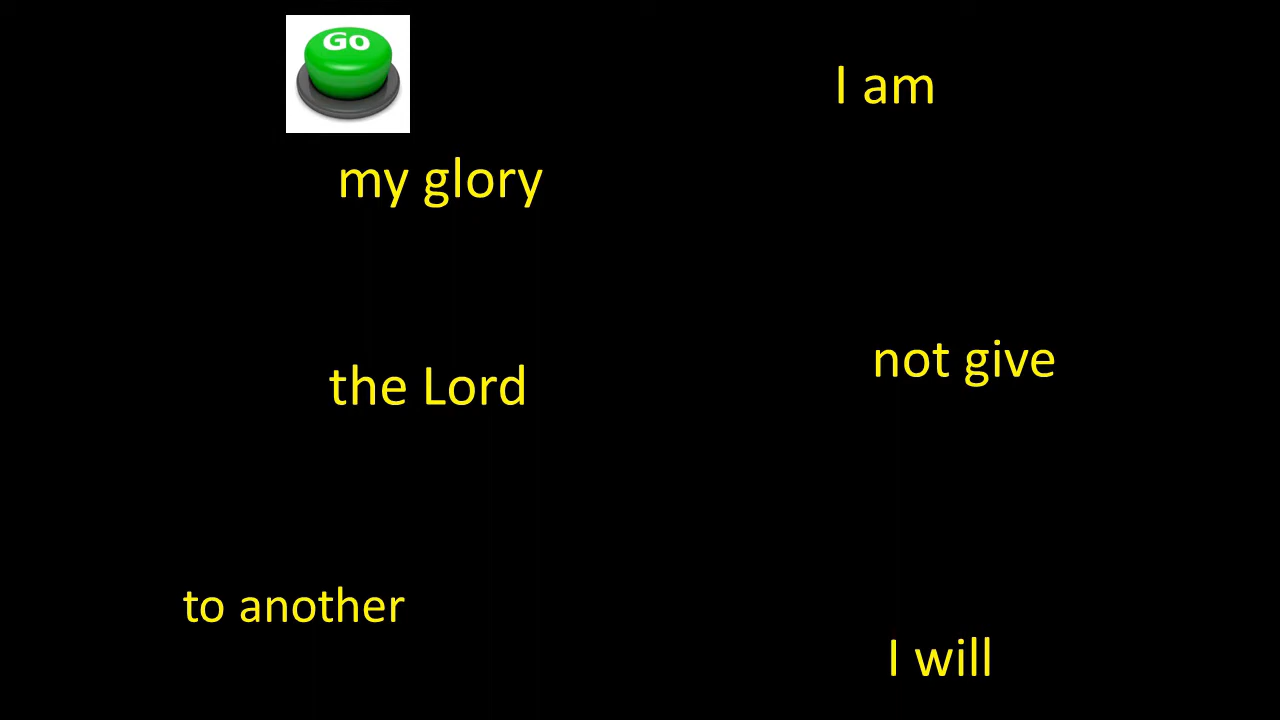 Go
I am
my glory
not give
the Lord
to another
I will